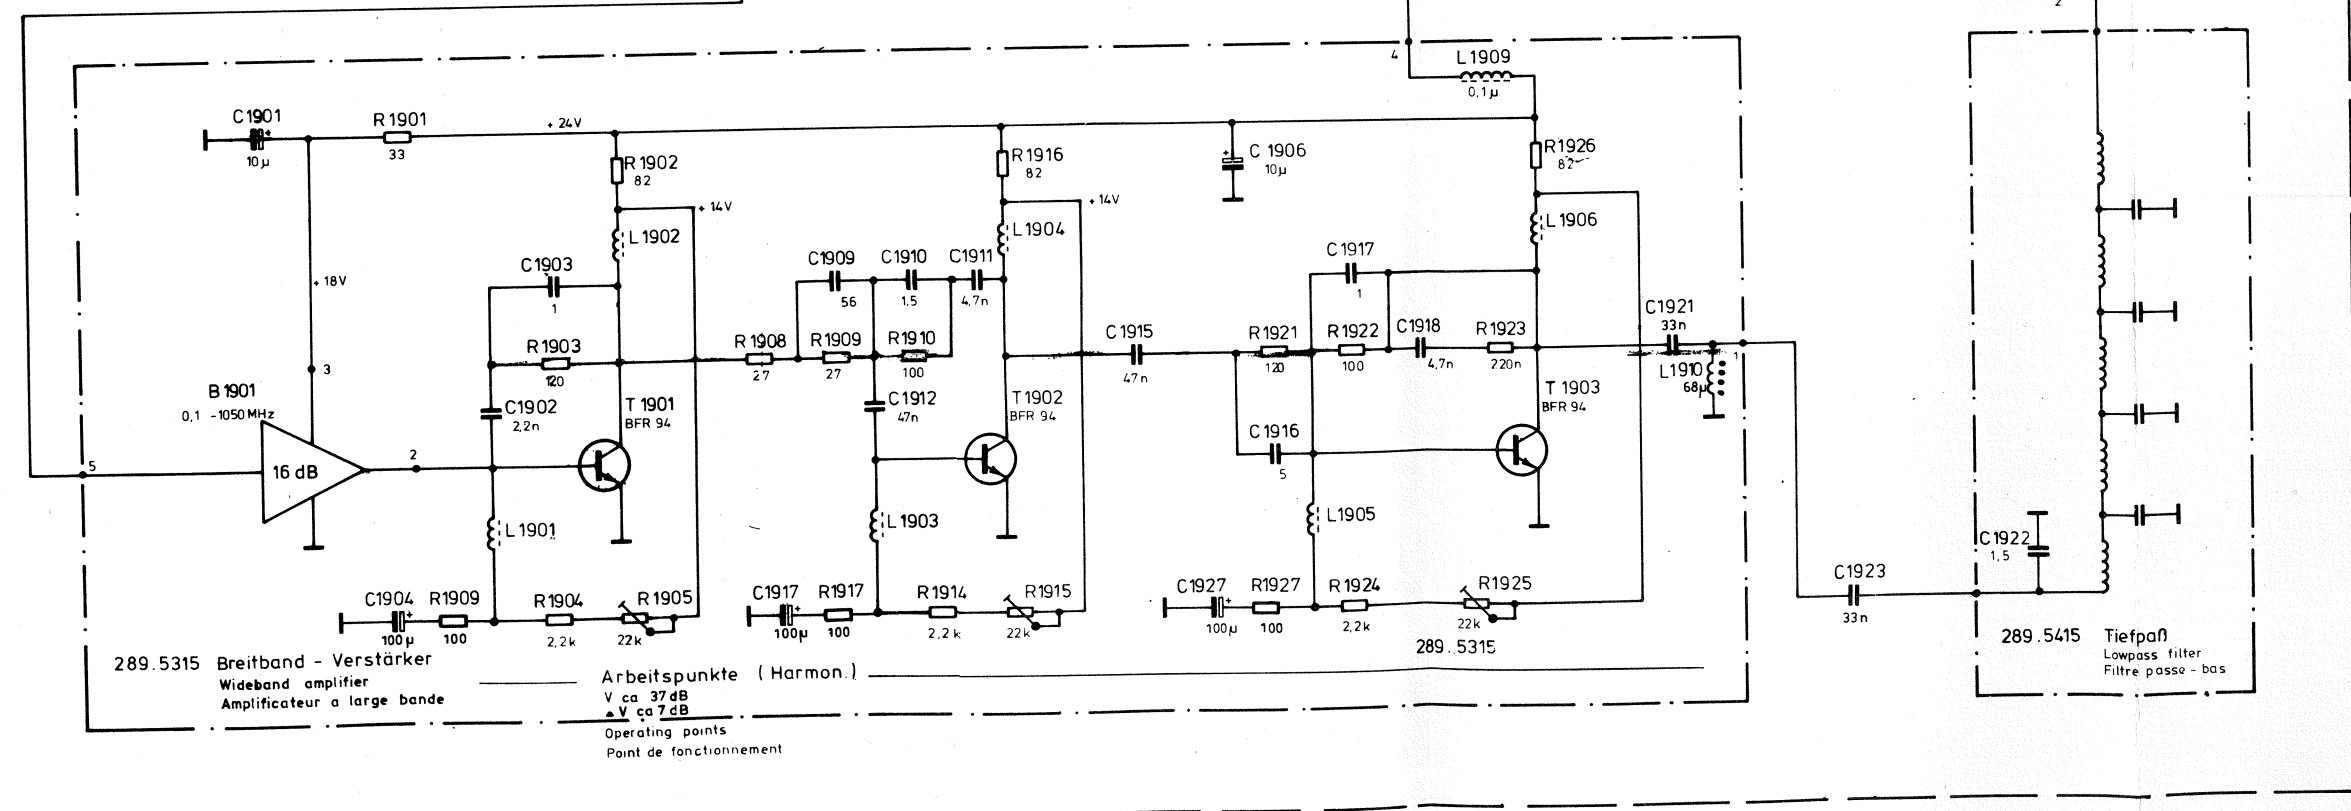 2
4
L1909
0,1µ
C1901
+
10µ
R1901
33
+ 24V
R1902
82
R1916
82
+
C 1906
10µ
R1926
82
+ 14V
L1902
+ 14V
L1904
L1906
C1903
1
C1909
56
C1910
1,5
C1911
4,7n
C1917
1
+ 18V
3
R1903
120
R1908
27
R1909
27
R1910
100
C1915
47n
R1921
120
R1922
100
C1918
4,7n
R1923
220n
C1921
33n
1
L1910
68µ
B 1901
0,1 - 1050 MHz
C1902
2,2n
T 1901
BFR 94
C1912
47n
T1902
BFR 94
T 1903
BFR 94
5
16 dB
2
C1916
5
L1901
L1903
L1905
C1922
1,5
C1904
+
100µ
R1909
100
R1904
2,2k
R1905
22k
C1917
+
100µ
R1917
100
R1914
2,2k
R1915
22k
C1927
+
100µ
R1927
100
R1924
2,2k
R1925
22k
C1923
33n
289.5315
289.5315 Breitband - Verstärker
Wideband amplifier
Amplificateur a large bande
Arbeitspunkte (Harmon.)
V ca 37dB
▲V ca 7dB
Operating points
Point de fonctionnement
289.5415 Tiefpaß
Lowpass filter
Filtre passe - bas